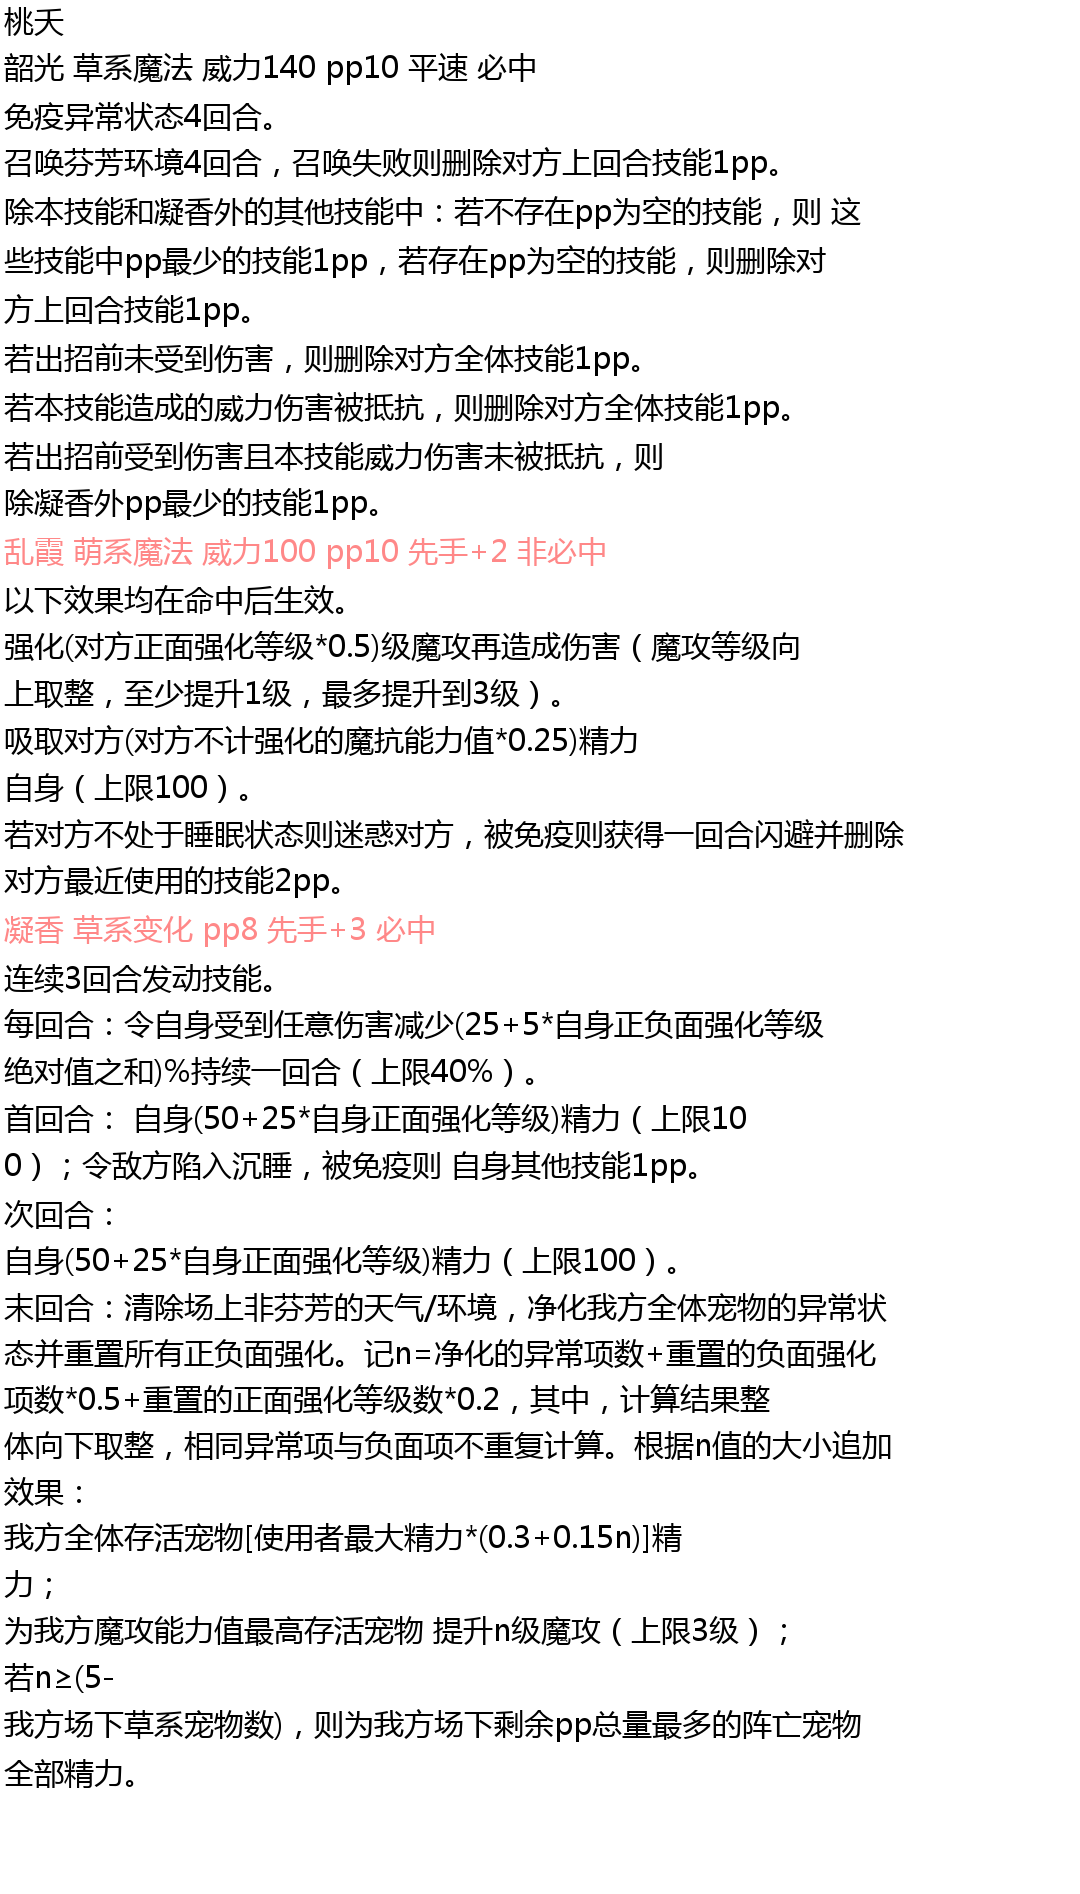 桃夭
韶光 草系魔法 威力140 pp10 平速 必中
免疫异常状态4回合。
召唤芬芳环境4回合，召唤失败则删除对方上回合技能1pp。
除本技能和凝香外的其他技能中：若不存在pp为空的技能，则 这
些技能中pp最少的技能1pp，若存在pp为空的技能，则删除对
方上回合技能1pp。
若出招前未受到伤害，则删除对方全体技能1pp。
若本技能造成的威力伤害被抵抗，则删除对方全体技能1pp。
若出招前受到伤害且本技能威力伤害未被抵抗，则
除凝香外pp最少的技能1pp。
乱霞 萌系魔法 威力100 pp10 先手+2 非必中
以下效果均在命中后生效。
强化(对方正面强化等级*0.5)级魔攻再造成伤害（魔攻等级向
上取整，至少提升1级，最多提升到3级）。
吸取对方(对方不计强化的魔抗能力值*0.25)精力
自身（上限100）。
若对方不处于睡眠状态则迷惑对方，被免疫则获得一回合闪避并删除
对方最近使用的技能2pp。
凝香 草系变化 pp8 先手+3 必中
连续3回合发动技能。
每回合：令自身受到任意伤害减少(25+5*自身正负面强化等级
绝对值之和)%持续一回合（上限40%）。
首回合： 自身(50+25*自身正面强化等级)精力（上限10
0）；令敌方陷入沉睡，被免疫则 自身其他技能1pp。
次回合：
自身(50+25*自身正面强化等级)精力（上限100）。
末回合：清除场上非芬芳的天气/环境，净化我方全体宠物的异常状
态并重置所有正负面强化。记n=净化的异常项数+重置的负面强化
项数*0.5+重置的正面强化等级数*0.2，其中，计算结果整
体向下取整，相同异常项与负面项不重复计算。根据n值的大小追加
效果：
我方全体存活宠物[使用者最大精力*(0.3+0.15n)]精
力；
为我方魔攻能力值最高存活宠物 提升n级魔攻（上限3级）；
若n≥(5-
我方场下草系宠物数)，则为我方场下剩余pp总量最多的阵亡宠物
全部精力。